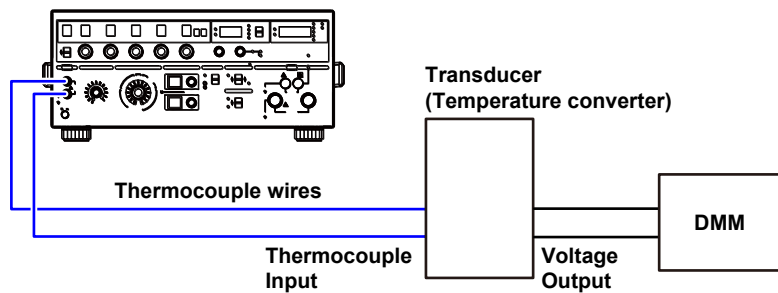 Transducer
(Temperature converter)
Thermocouple wires
DMM
Thermocouple
Input
Voltage
Output